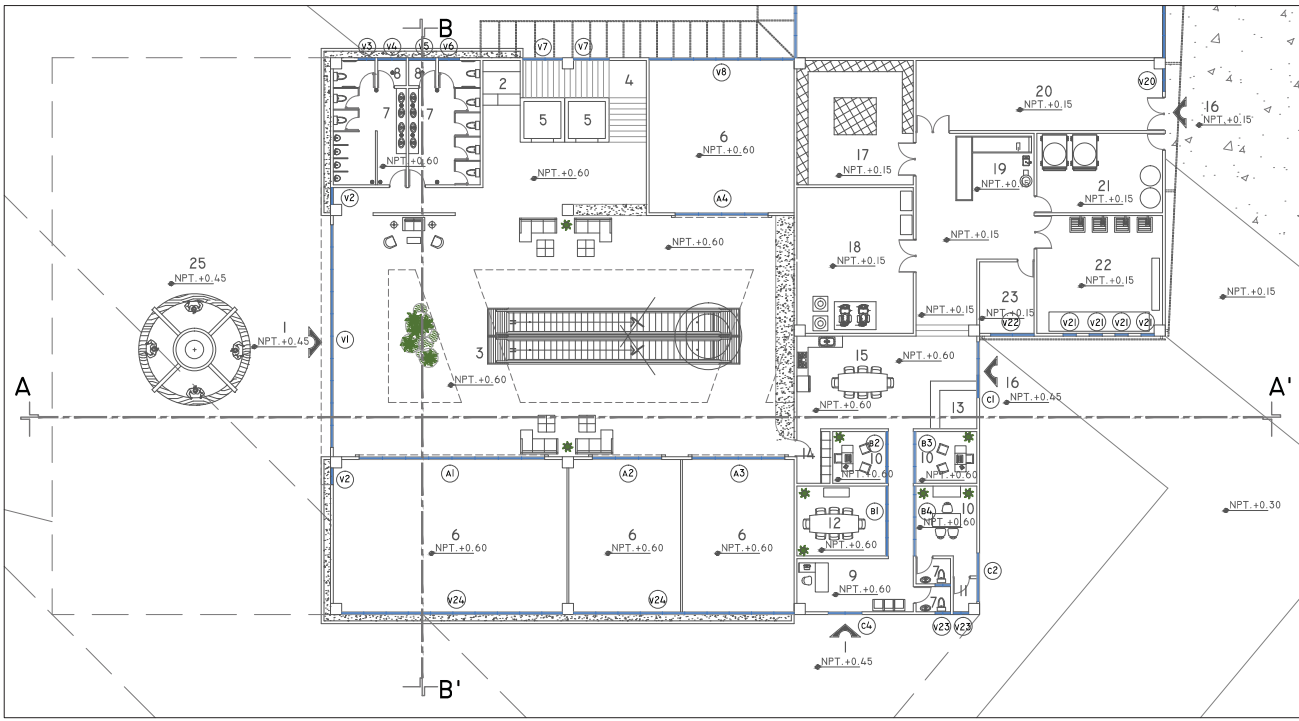 B
V3 V4 V5 V6 V7 V7
8 8 2 4 V8 V20
20
NPT.+0.15
16
NPT.+0.15
7 7 5 5 6
NPT.+0.60
17
NPT.+0.15
19
NPT.+0.60
NPT.+0.60
21
NPT.+0.15
V2 A4
NPT.+0.60
NPT.+0.15
18
NPT.+0.15
22
NPT.+0.15
25
NPT.+0.45
23
NPT.+0.15
NPT.+0.15
NPT.+0.15
V22 V21 V21 V21 V21
1
NPT.+0.45
V1
3
NPT.+0.60
15
NPT.+0.60
NPT.+0.60
16
NPT.+0.45
C1
13
A A'
14 B2 10 B3 10
NPT.+0.60 NPT.+0.60
V2 A1 A2 A3
B1 B4 10
NPT.+0.60
12
NPT.+0.60
NPT.+0.30
6 6 6
NPT.+0.60 NPT.+0.60 NPT.+0.60
9
NPT.+0.60
7 C2
11
7
V24 V24 C4 V23 V23
1
NPT.+0.45
B'